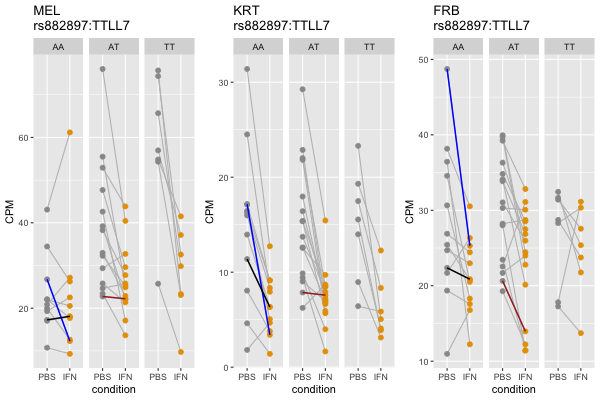 MEL
rs882897:TTLL7
AA AT TT
CPM
60
40
20
PBS IFN PBS IFN PBS IFN
condition
KRT
rs882897:TTLL7
AA AT TT
CPM
30
20
10
0
PBS IFN PBS IFN PBS IFN
condition
FRB
rs882897:TTLL7
AA AT TT
CPM
50
40
30
20
10
PBS IFN PBS IFN PBS IFN
condition